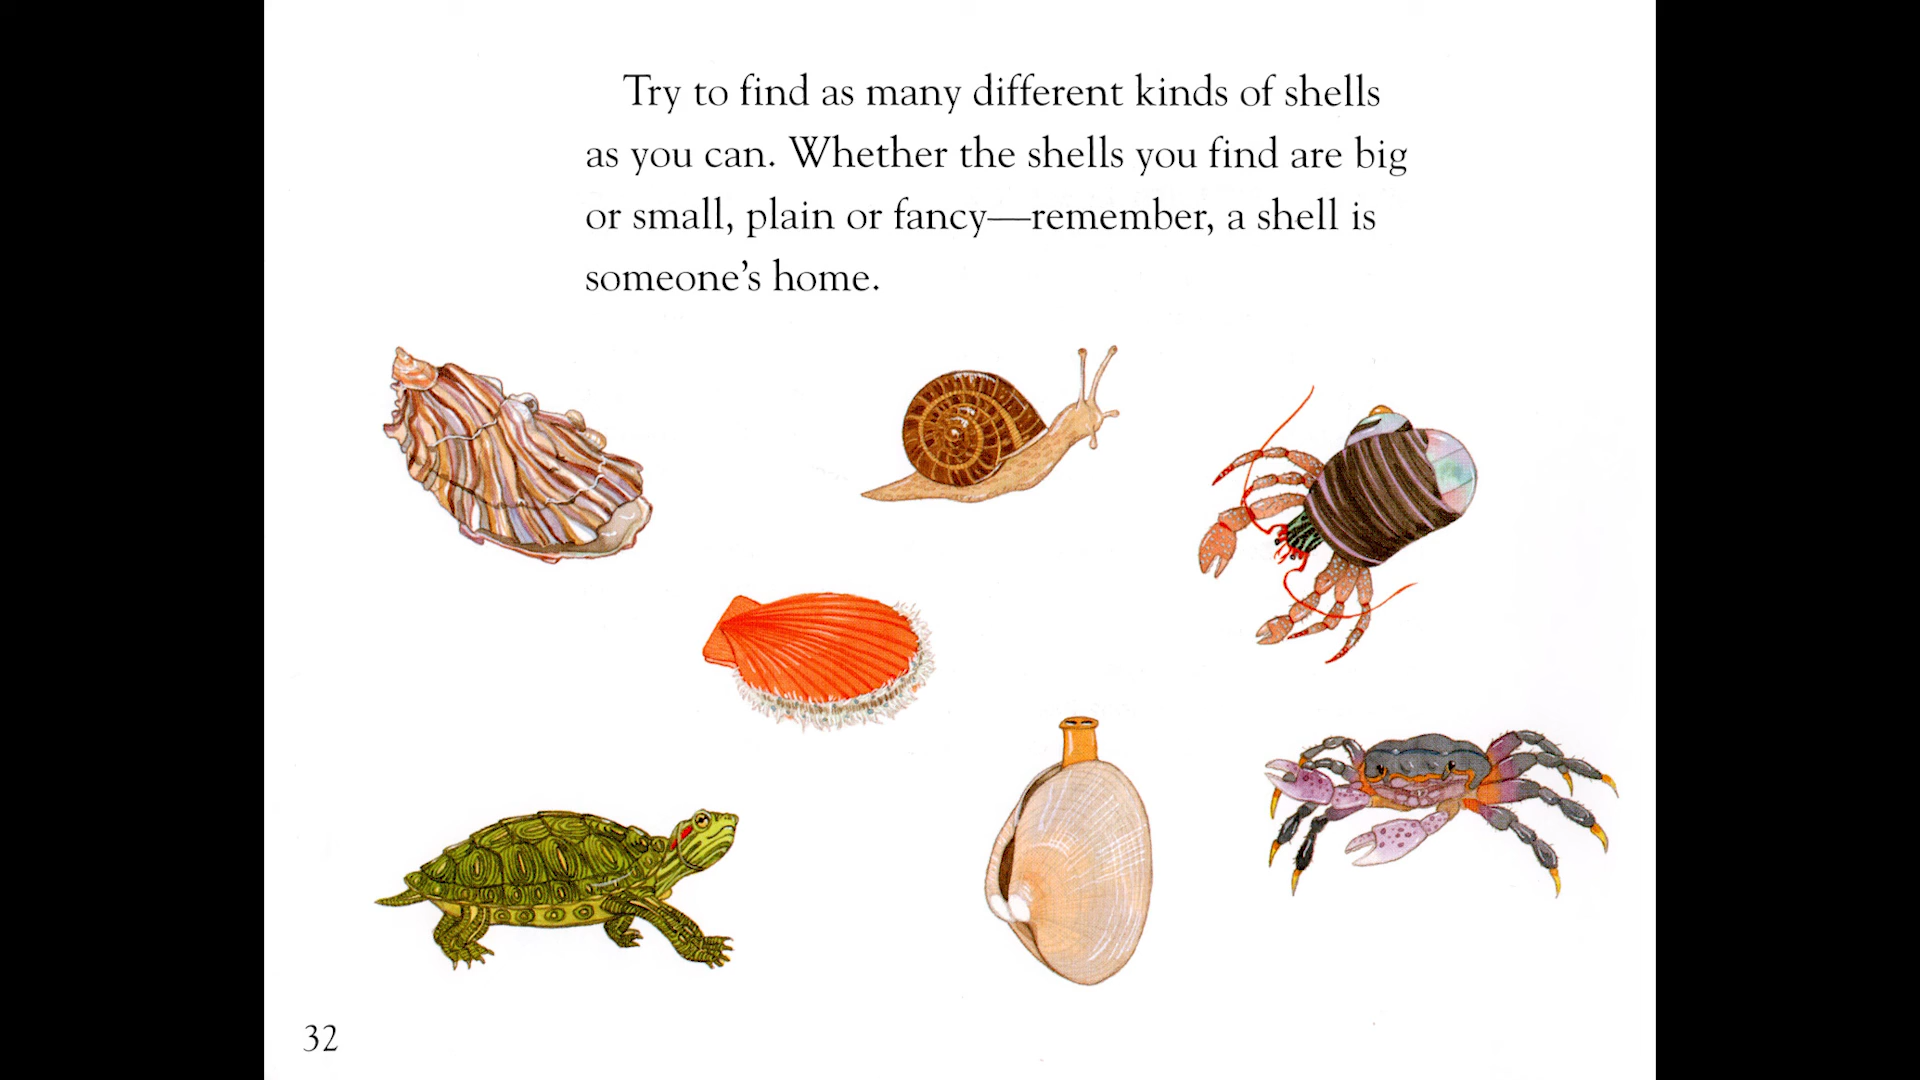 Try to find as many different kinds of shells
as you can. Whether the shells you find are big
or small, plain or fancy—remember, a shell is
someone's home.
32